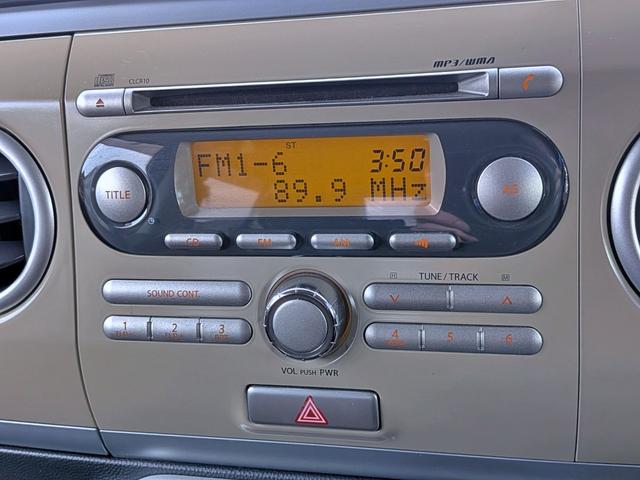 MP3/WMA
CLCR10
ST
FM1-6 3:50
89.9 MHz
TITLE
AS
CD FM
SOUND CONT.
TUNE/TRACK
1 2 3
4 5 6
VOL PUSH PWR